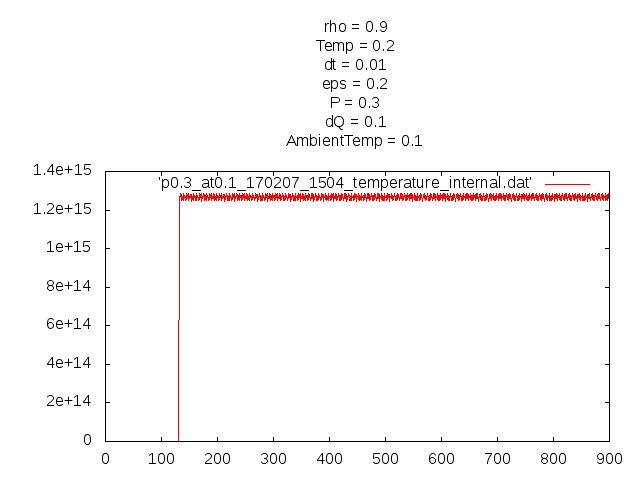 rho = 0.9
Temp = 0.2
dt = 0.01
eps = 0.2
P = 0.3
dQ = 0.1
AmbientTemp = 0.1
1.4e+15
'p0.3_at0.1_170207_1504_temperature_internal.dat'
1.2e+15
1e+15
8e+14
6e+14
4e+14
2e+14
0
0 100 200 300 400 500 600 700 800 900